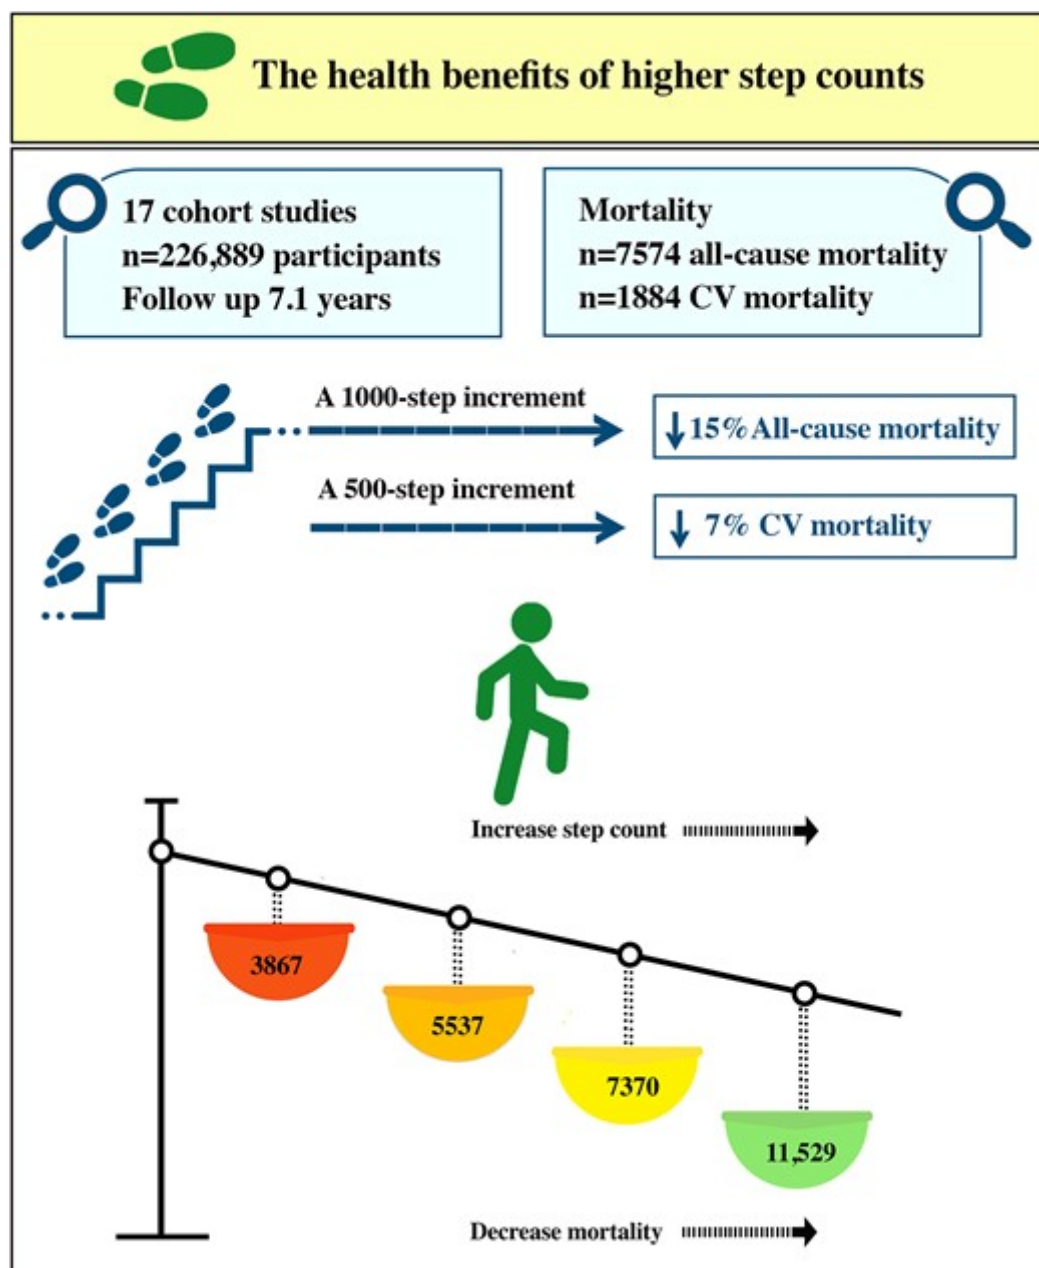 The health benefits of higher step counts
17 cohort studies
n=226,889 participants
Follow up 7.1 years
Mortality
n=7574 all-cause mortality
n=1884 CV mortality
A 1000-step increment
↓ 15% All-cause mortality
A 500-step increment
↓ 7% CV mortality
Increase step count
3867
5537
7370
11,529
Decrease mortality